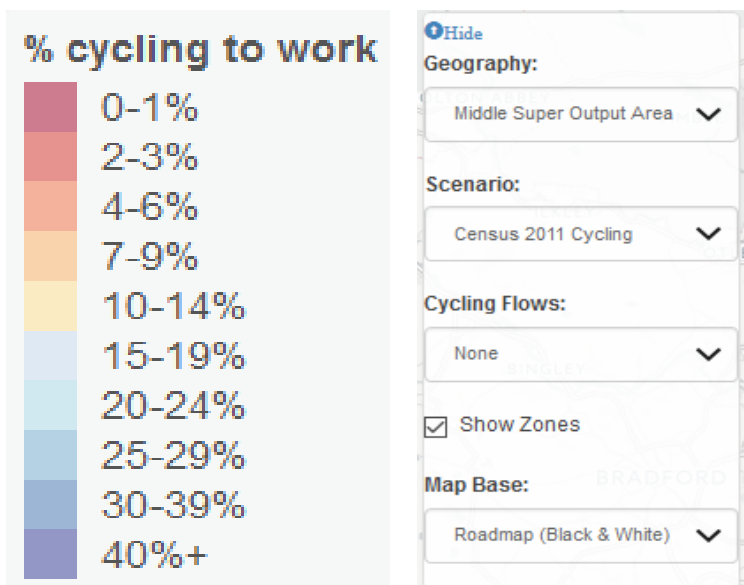 % cycling to work
0-1%
2-3%
4-6%
7-9%
10-14%
15-19%
20-24%
25-29%
30-39%
40%+
Hide
Geography:
Middle Super Output Area
Scenario:
Census 2011 Cycling
Cycling Flows:
None
BINGLEY
Show Zones
BRADFORD
Map Base:
Roadmap (Black & White)